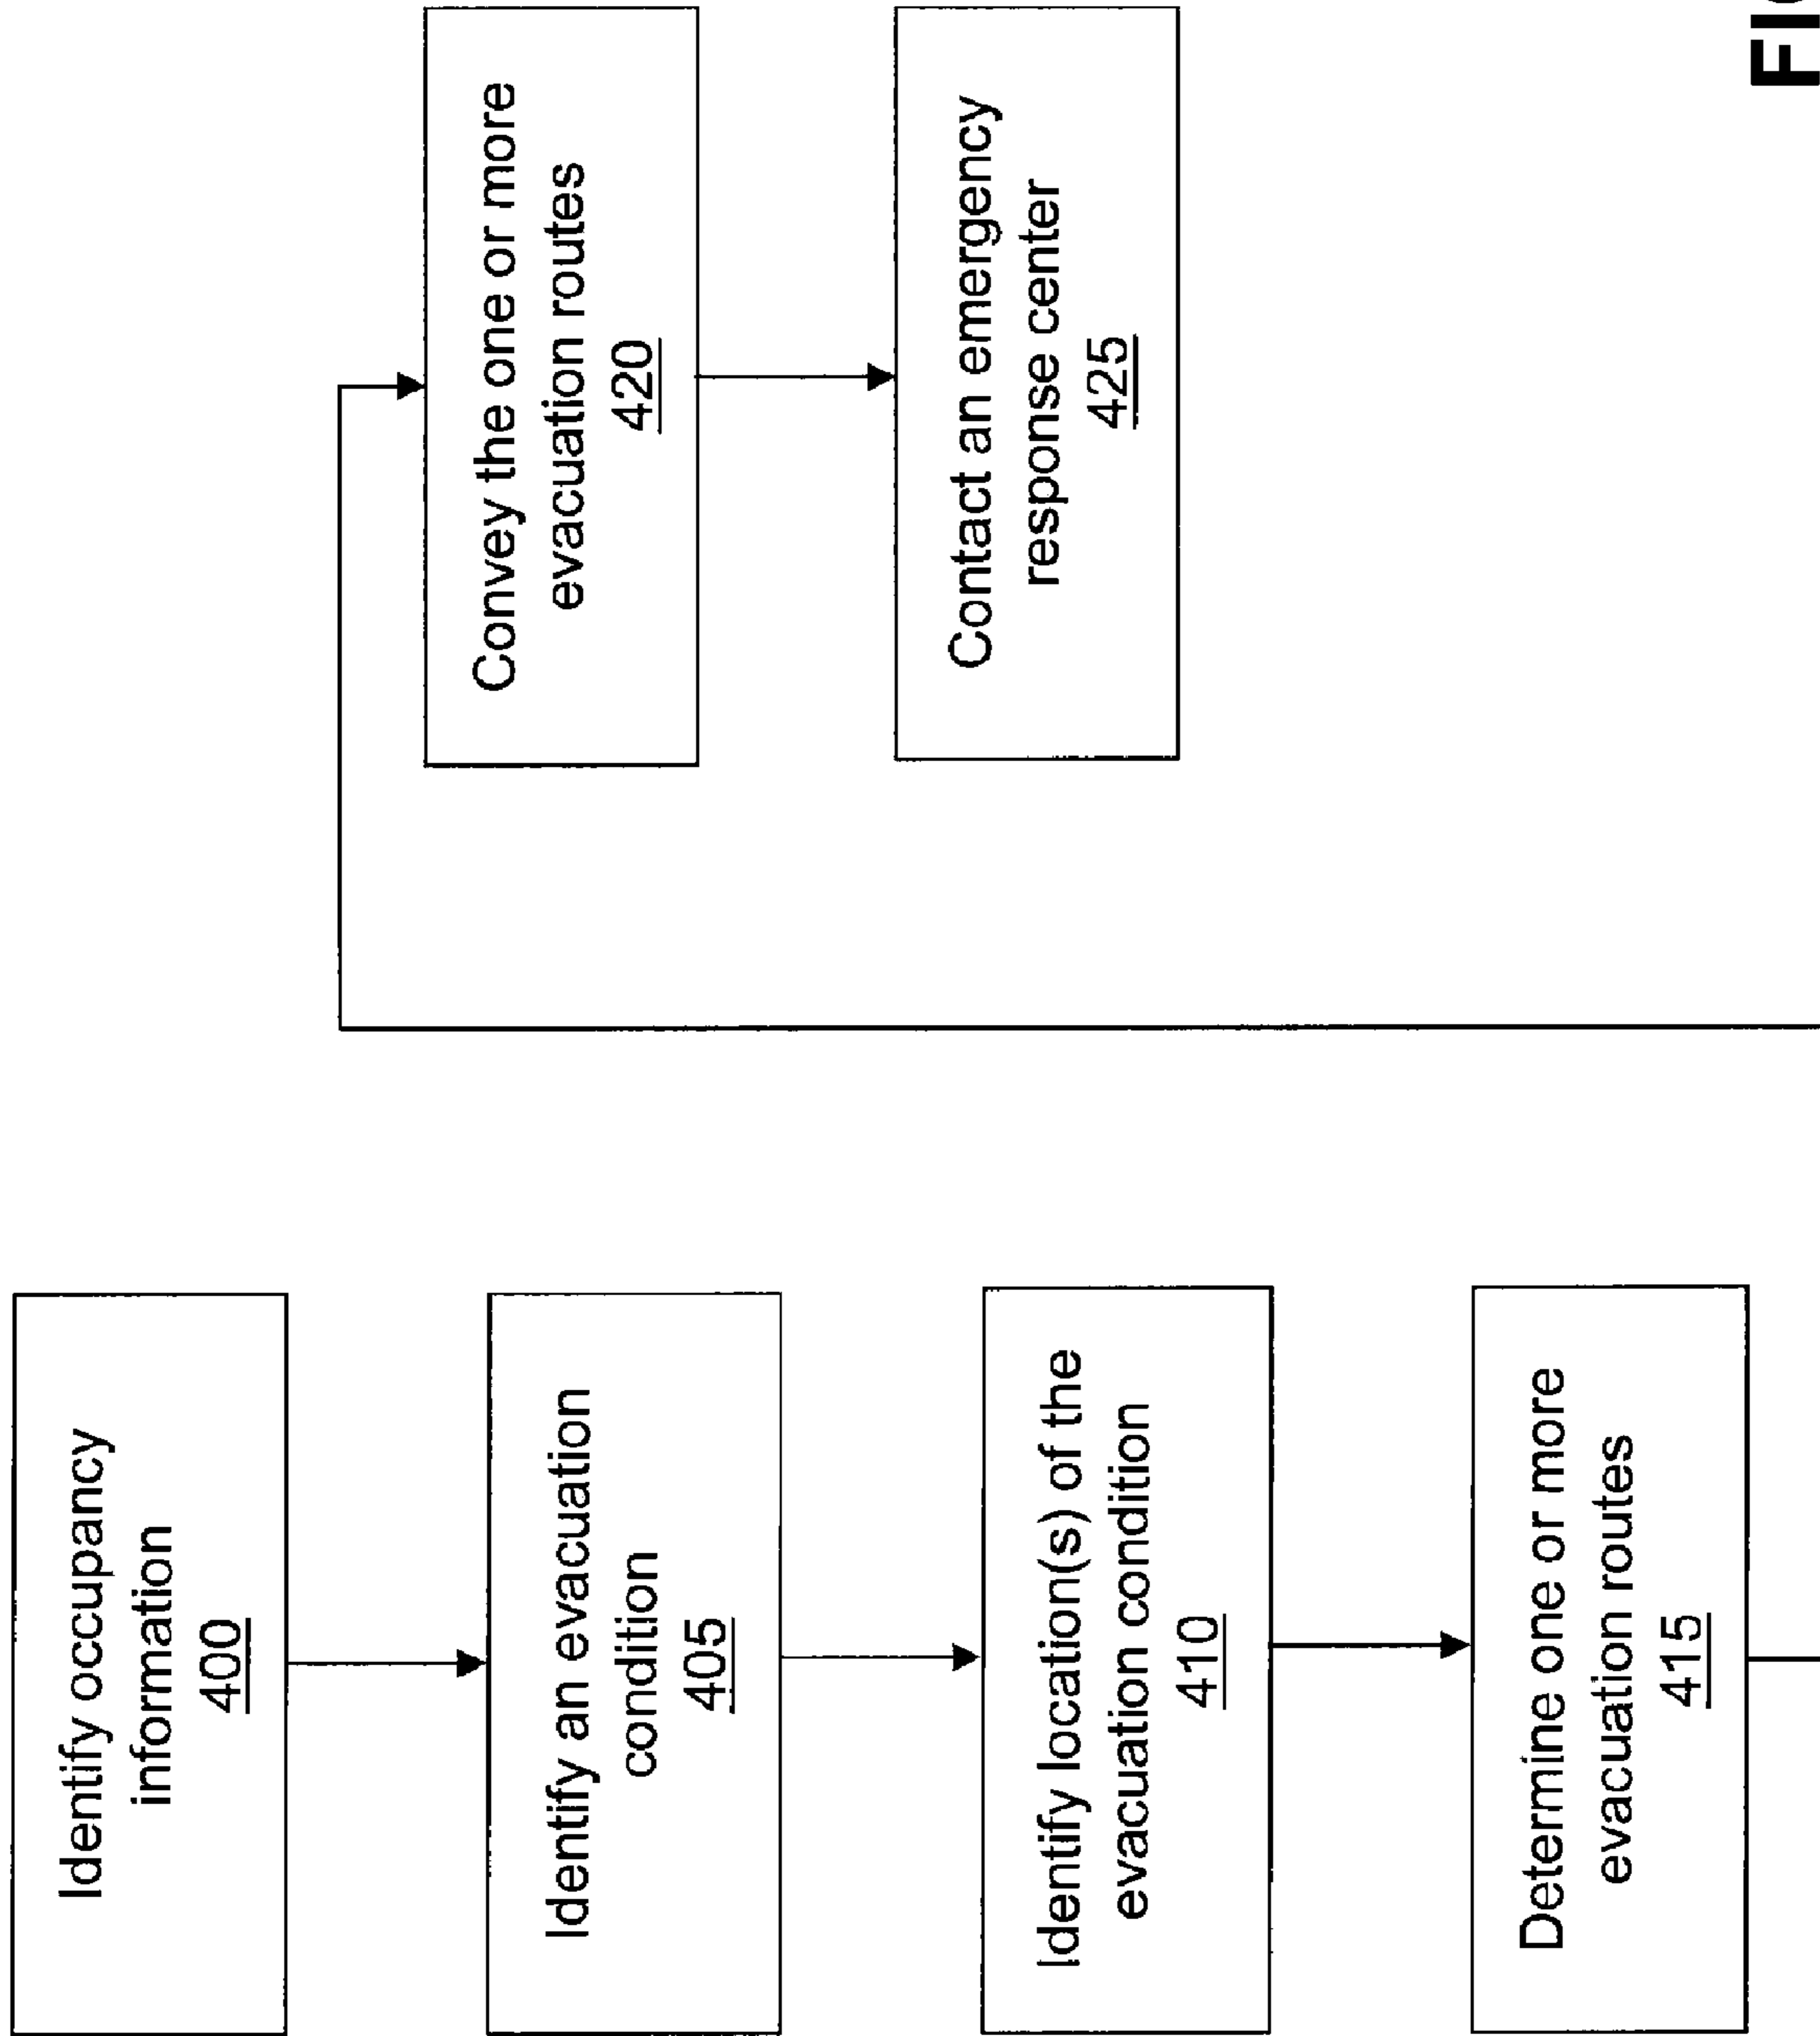 Identify occupancy
information
400
Identify an evacuation
condition
405
Identify location(s) of the
evacuation condition
410
Determine one or more
evacuation routes
415
Convey the one or more
evacuation routes
420
Contact an emergency
response center
425